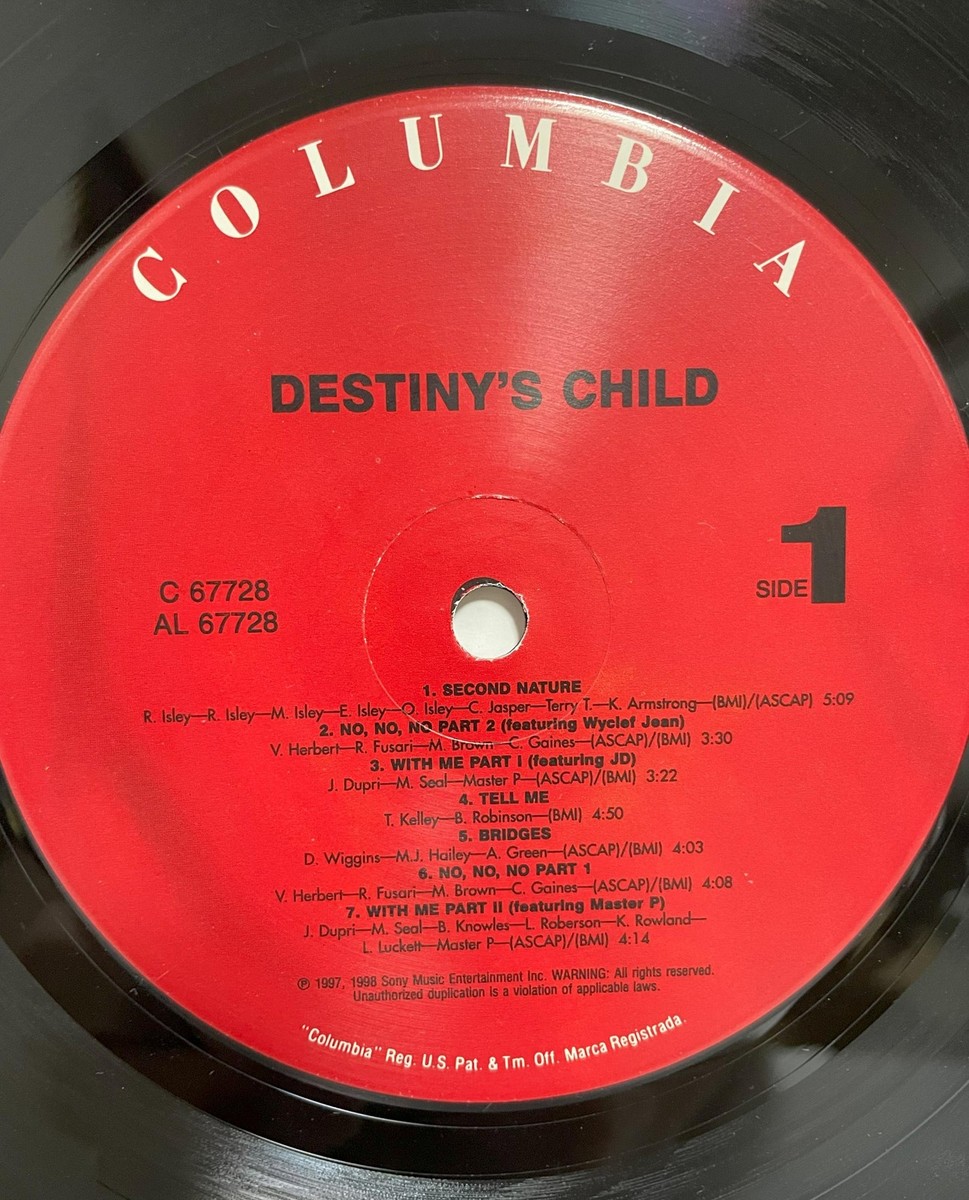 COLUMBIA
DESTINY'S CHILD
C 67728
AL 67728
SIDE 1
1. SECOND NATURE
R. Isley—R. Isley—M. Isley—E. Isley—O. Isley—C. Jasper—Terry T.—K. Armstrong—(BMI)/(ASCAP) 5:09
2. NO, NO, NO PART 2 (featuring Wyclef Jean)
V. Herbert—R. Fusari—M. Brown—C. Gaines—(ASCAP)/(BMI) 3:30
3. WITH ME PART I (featuring JD)
J. Dupri—M. Seal—Master P—(ASCAP)/(BMI) 3:22
4. TELL ME
T. Kelley—B. Robinson—(BMI) 4:50
5. BRIDGES
D. Wiggins—M.J. Hailey—A. Green—(ASCAP)/(BMI) 4:03
6. NO, NO, NO PART 1
V. Herbert—R. Fusari—M. Brown—C. Gaines—(ASCAP)/(BMI) 4:08
7. WITH ME PART II (featuring Master P)
J. Dupri—M. Seal—B. Knowles—L. Roberson—K. Rowland—
L. Luckett—Master P—(ASCAP)/(BMI) 4:14
℗ 1997, 1998 Sony Music Entertainment Inc. WARNING: All rights reserved.
Unauthorized duplication is a violation of applicable laws.
"Columbia" Reg. U.S. Pat. & Tm. Off. Marca Registrada.